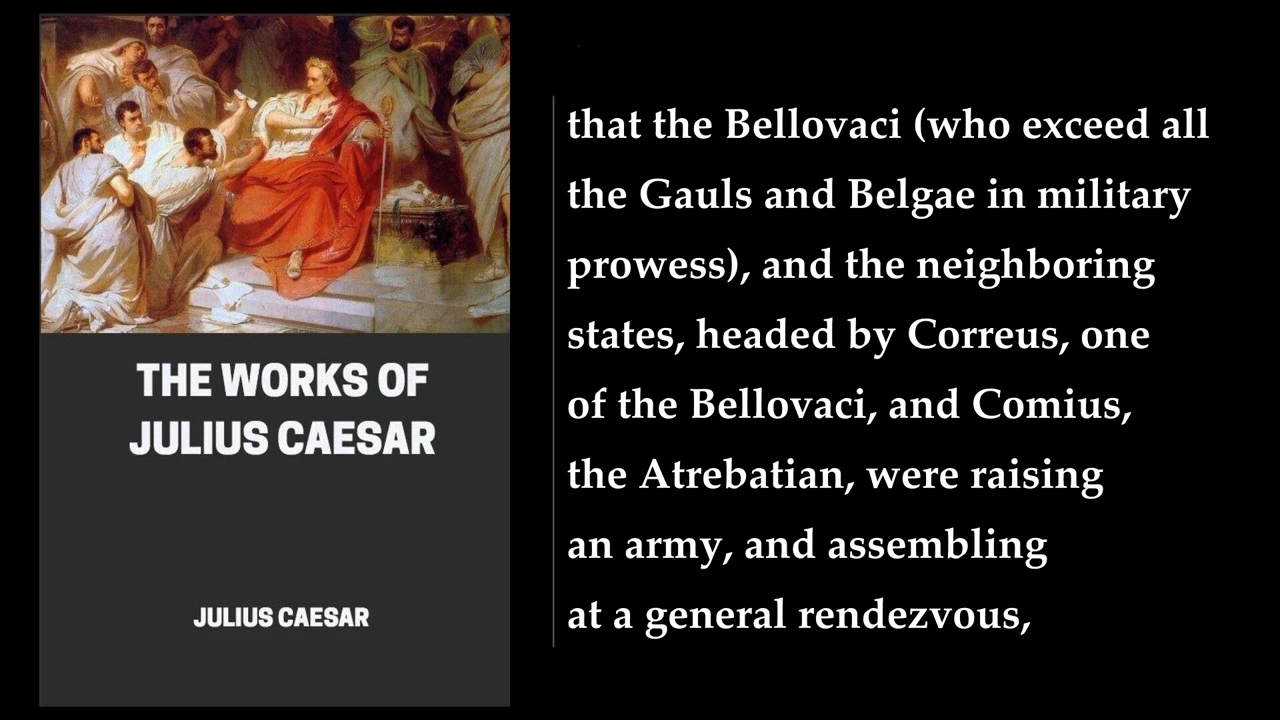 THE WORKS OF
JULIUS CAESAR
JULIUS CAESAR
that the Bellovaci (who exceed all
the Gauls and Belgae in military
prowess), and the neighboring
states, headed by Correus, one
of the Bellovaci, and Comius,
the Atrebatian, were raising
an army, and assembling
at a general rendezvous,